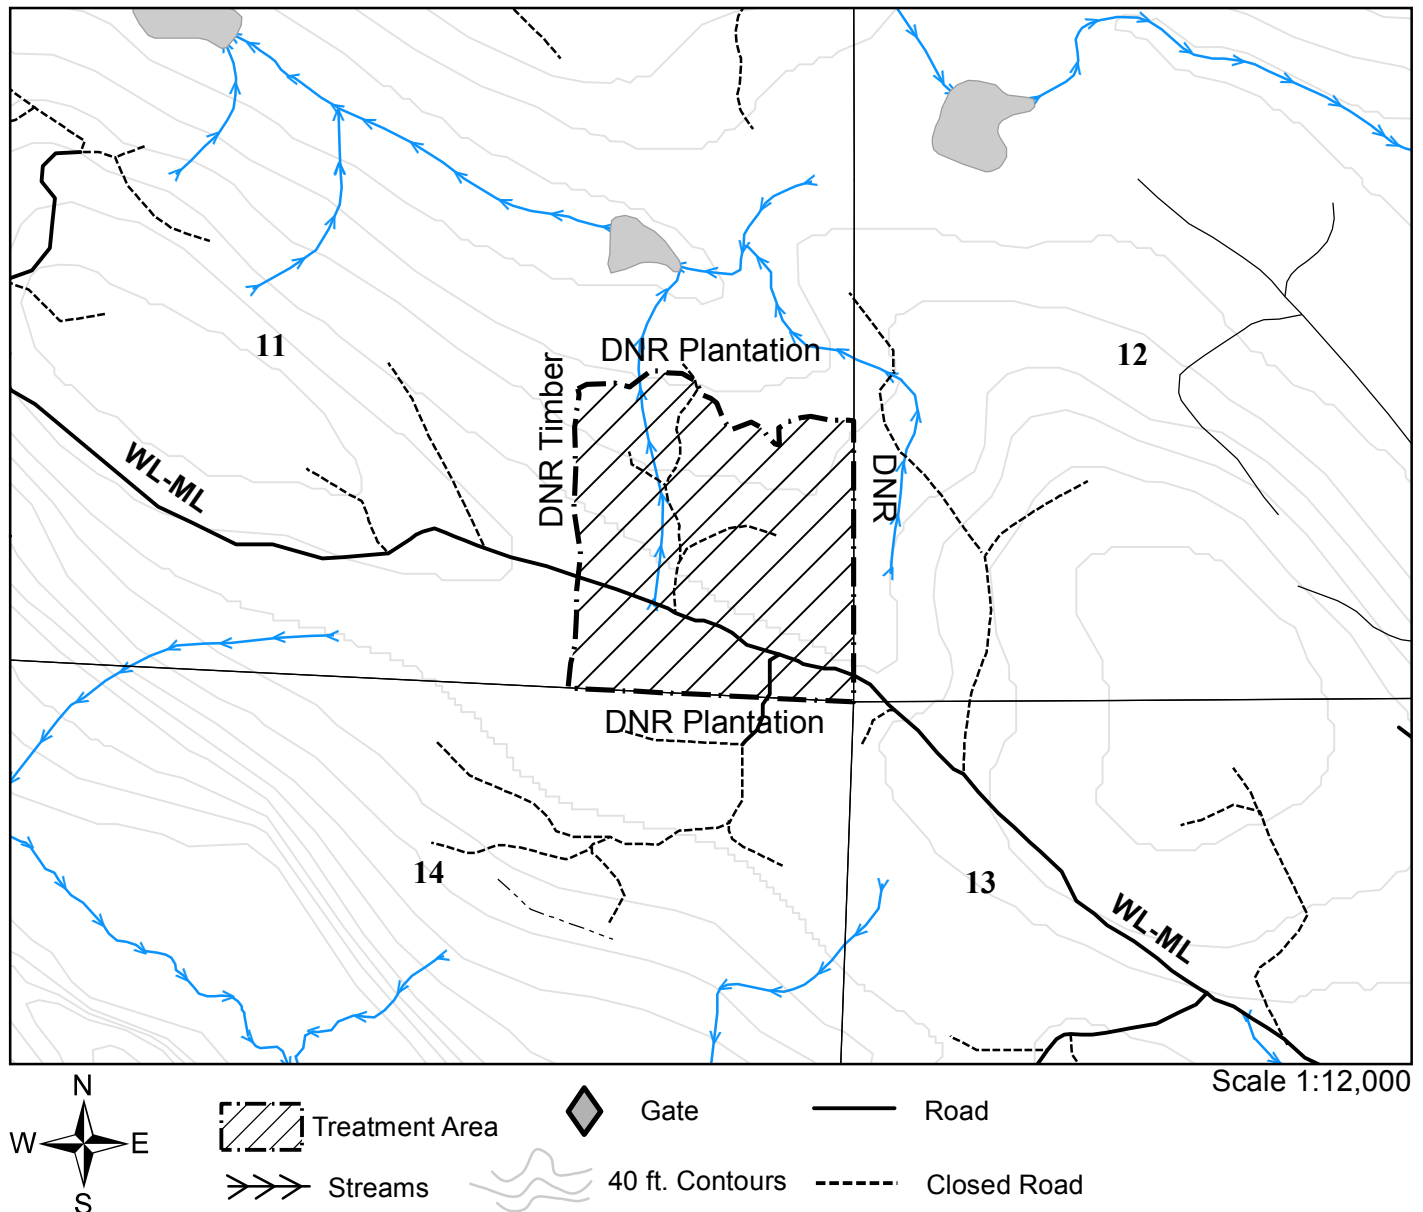 11
12
DNR Plantation
DNR Timber
WL-ML
DNR
DNR Plantation
14
13
WL-ML
Scale 1:12,000
N
W E
S
Treatment Area
Gate
Road
Streams
40 ft. Contours
Closed Road